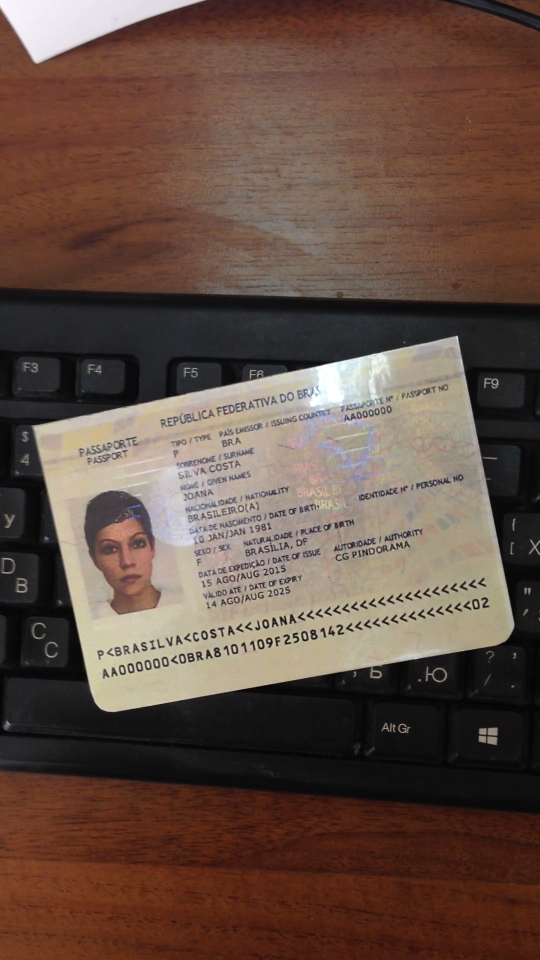 F3
F4
F5
F6
F9
$
4
REPÚBLICA FEDERATIVA DO BRASIL
PASSAPORTE
PASSPORT
TIPO / TYPE PAÍS EMISSOR / ISSUING COUNTRY PASSAPORTE Nº / PASSPORT NO
P BRA AA000000
SOBRENOME / SURNAME
SILVA COSTA
NOME / GIVEN NAMES
JOANA
NACIONALIDADE / NATIONALITY
BRASILEIRO(A)
IDENTIDADE Nº / PERSONAL NO
DATA DE NASCIMENTO / DATE OF BIRTH
10 JAN/JAN 1981
SEXO / SEX NATURALIDADE / PLACE OF BIRTH
F BRASÍLIA, DF
DATA DE EXPEDIÇÃO / DATE OF ISSUE AUTORIDADE / AUTHORITY
15 AGO/AUG 2015 CG PINDORAMA
VÁLIDO ATÉ / DATE OF EXPIRY
14 AGO/AUG 2025
BRASIL
P<BRASILVA<COSTA<<JOANA<<<<<<<<<<<<<<<<<<<<<
AA000000<0BRA8101109F2508142<<<<<<<<<<<<<<02
У
D
В
C
С
Ь
.Ю
[
{
X
?
;
Alt Gr